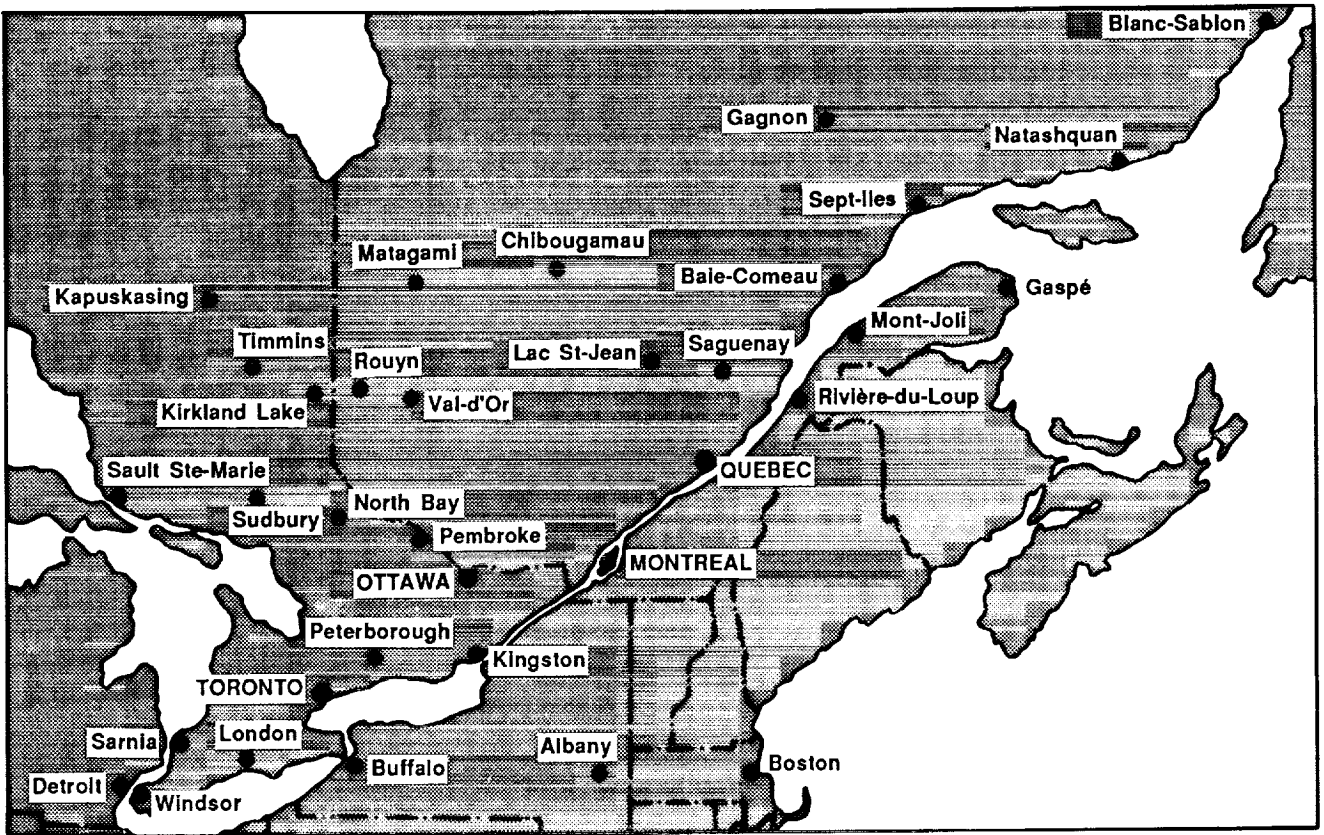 Blanc-Sablon
Gagnon
Natashquan
Sept-Iles
Chibougamau
Matagami
Baie-Comeau
Kapuskasing
Gaspé
Mont-Joli
Timmins
Rouyn
Lac St-Jean
Saguenay
Kirkland Lake
Val-d'Or
Rivière-du-Loup
Sault Ste-Marie
QUEBEC
North Bay
Sudbury
Pembroke
MONTREAL
OTTAWA
Peterborough
Kingston
TORONTO
Sarnia
London
Albany
Buffalo
Boston
Detroit
Windsor